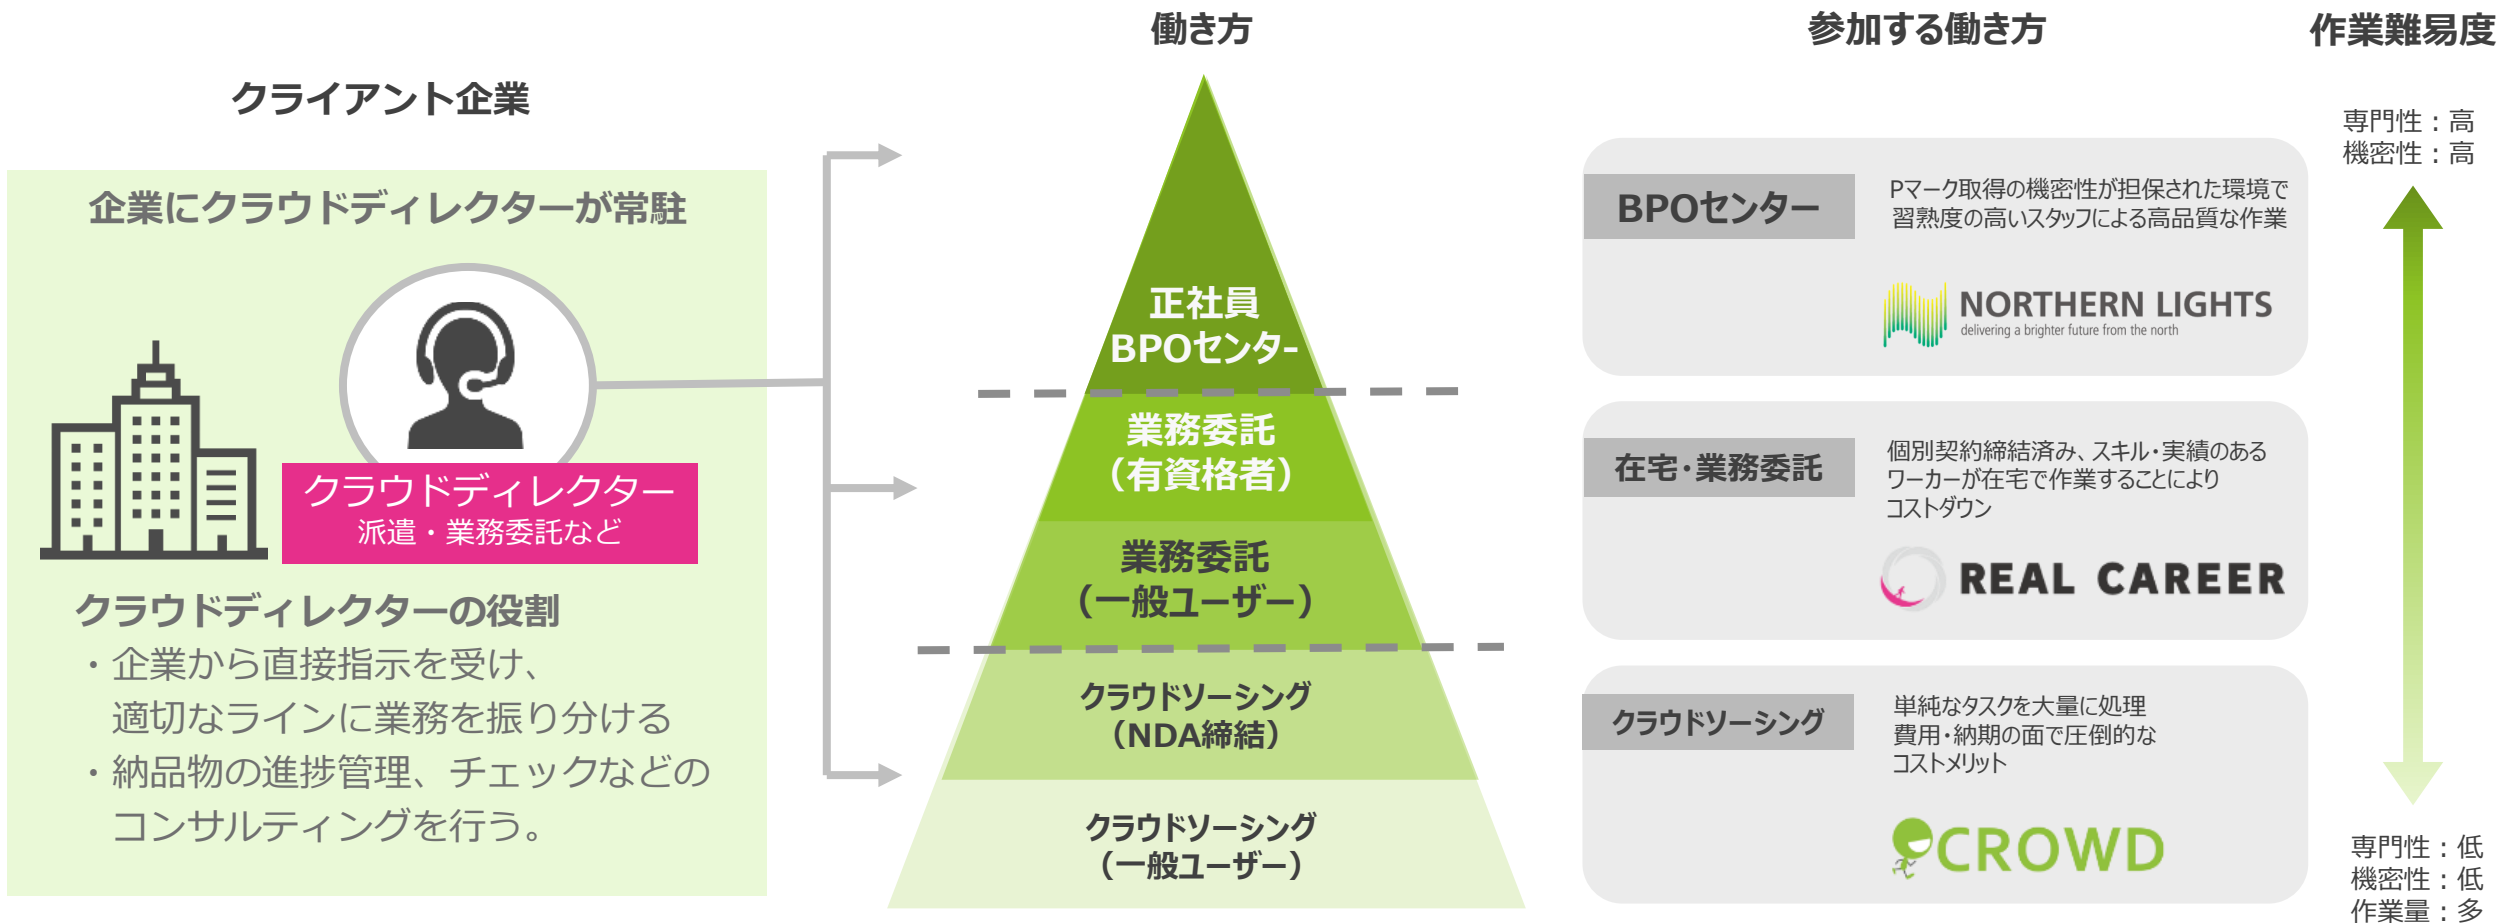 働き方
参加する働き方
作業難易度
クライアント企業
企業にクラウドディレクターが常駐
クラウドディレクター
派遣・業務委託など
クラウドディレクターの役割
・企業から直接指示を受け、
適切なラインに業務を振り分ける
・納品物の進捗管理、チェックなどの
コンサルティングを行う。
正社員
BPOセンタ-
業務委託
（有資格者）
業務委託
（一般ユーザー）
クラウドソーシング
（NDA締結）
クラウドソーシング
（一般ユーザー）
BPOセンター
Pマーク取得の機密性が担保された環境で
習熟度の高いスタッフによる高品質な作業
NORTHERN LIGHTS
delivering a brighter future from the north
在宅・業務委託
個別契約締結済み、スキル・実績のある
ワーカーが在宅で作業することにより
コストダウン
REAL CAREER
クラウドソーシング
単純なタスクを大量に処理
費用・納期の面で圧倒的な
コストメリット
CROWD
専門性：高
機密性：高
専門性：低
機密性：低
作業量：多